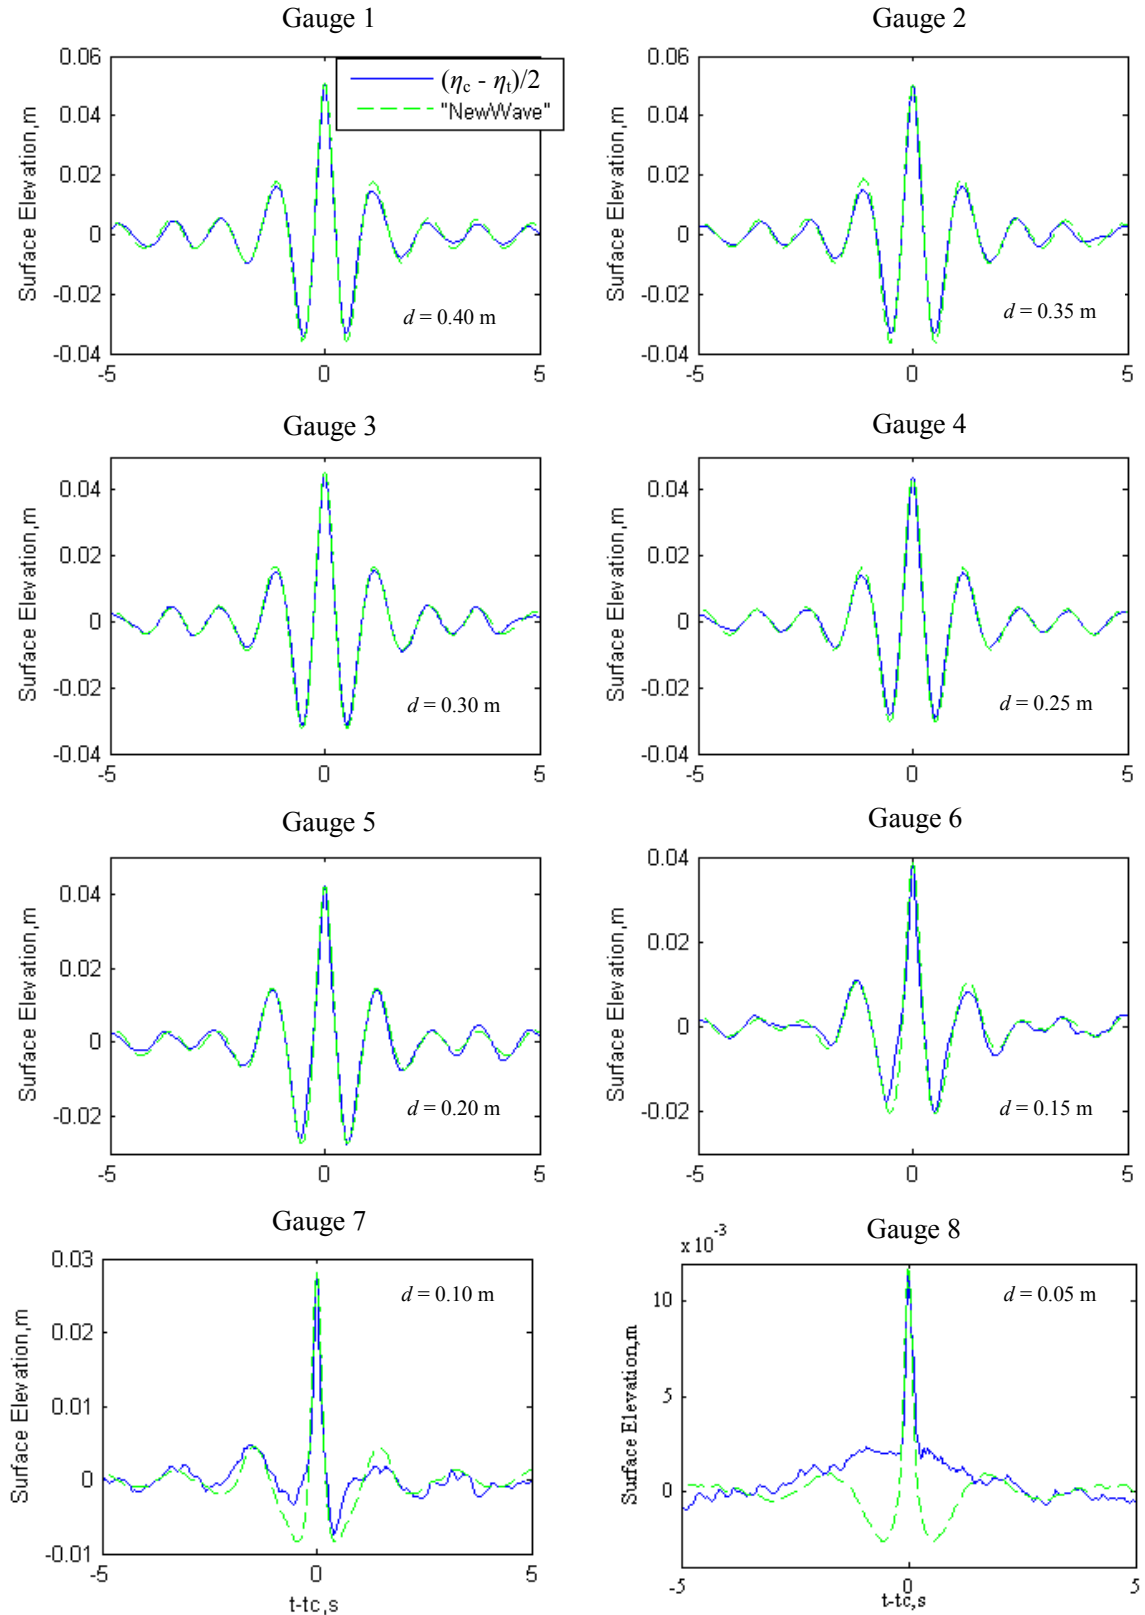 Gauge 1
Gauge 2
0.06
0.04
0.02
0
-0.02
-0.04
Surface Elevation,m
(ηc - ηt)/2
"NewWave"
d = 0.40 m
-5
0
5
0.06
0.04
0.02
0
-0.02
-0.04
Surface Elevation,m
d = 0.35 m
-5
0
5
Gauge 3
Gauge 4
0.04
0.02
0
-0.02
-0.04
Surface Elevation,m
d = 0.30 m
-5
0
5
0.04
0.02
0
-0.02
-0.04
Surface Elevation,m
d = 0.25 m
-5
0
5
Gauge 5
Gauge 6
0.04
0.02
0
-0.02
Surface Elevation,m
d = 0.20 m
-5
0
5
0.04
0.02
0
-0.02
Surface Elevation,m
d = 0.15 m
-5
0
5
Gauge 7
Gauge 8
0.03
0.02
0.01
0
-0.01
Surface Elevation,m
d = 0.10 m
-5
0
5
t-tc,s
x 10-3
10
5
0
Surface Elevation,m
d = 0.05 m
-5
0
5
t-tc,s